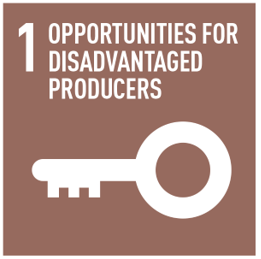 1 OPPORTUNITIES FOR
DISADVANTAGED
PRODUCERS